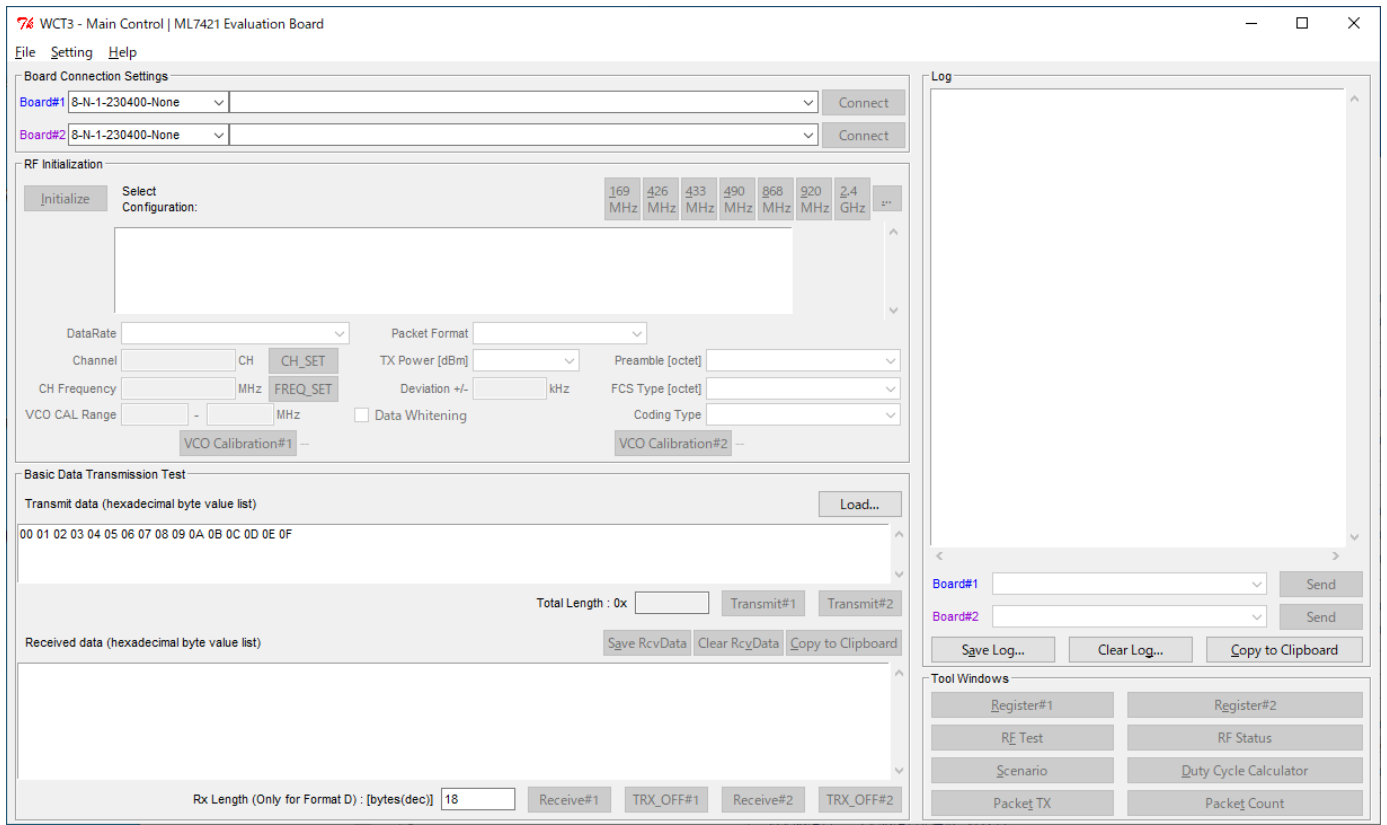 WCT3 - Main Control | ML7421 Evaluation Board
File Setting Help
Board Connection Settings
Board#1 8-N-1-230400-None Connect
Board#2 8-N-1-230400-None Connect
RF Initialization
Initialize Select
Configuration:
169 MHz 426 MHz 433 MHz 490 MHz 868 MHz 920 MHz 2.4 GHz ...
DataRate Packet Format
Channel CH CH_SET TX Power [dBm] Preamble [octet]
CH Frequency MHz FREQ_SET Deviation +/- kHz FCS Type [octet]
VCO CAL Range - MHz Data Whitening Coding Type
VCO Calibration#1 -- VCO Calibration#2 --
Basic Data Transmission Test
Transmit data (hexadecimal byte value list) Load...
00 01 02 03 04 05 06 07 08 09 0A 0B 0C 0D 0E 0F
Total Length : 0x Transmit#1 Transmit#2
Received data (hexadecimal byte value list) Save RcvData Clear RcvData Copy to Clipboard
Rx Length (Only for Format D) : [bytes(dec)] 18 Receive#1 TRX_OFF#1 Receive#2 TRX_OFF#2
Log
Board#1 Send
Board#2 Send
Save Log... Clear Log... Copy to Clipboard
Tool Windows
Register#1 Register#2
RF Test RF Status
Scenario Duty Cycle Calculator
Packet TX Packet Count